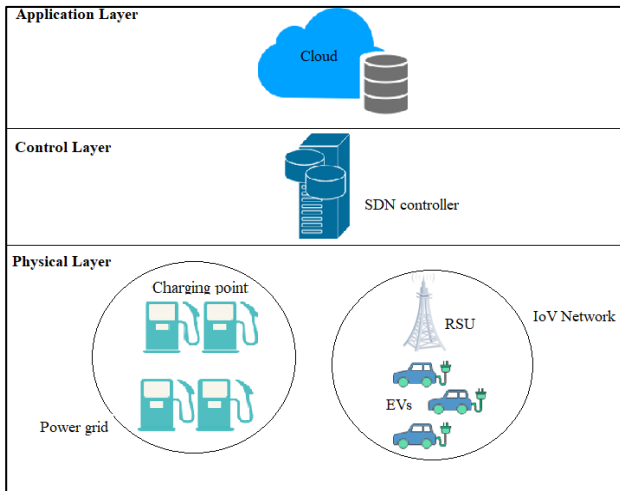 Application Layer
Cloud
Control Layer
SDN controller
Physical Layer
Charging point
RSU
IoV Network
EVs
Power grid